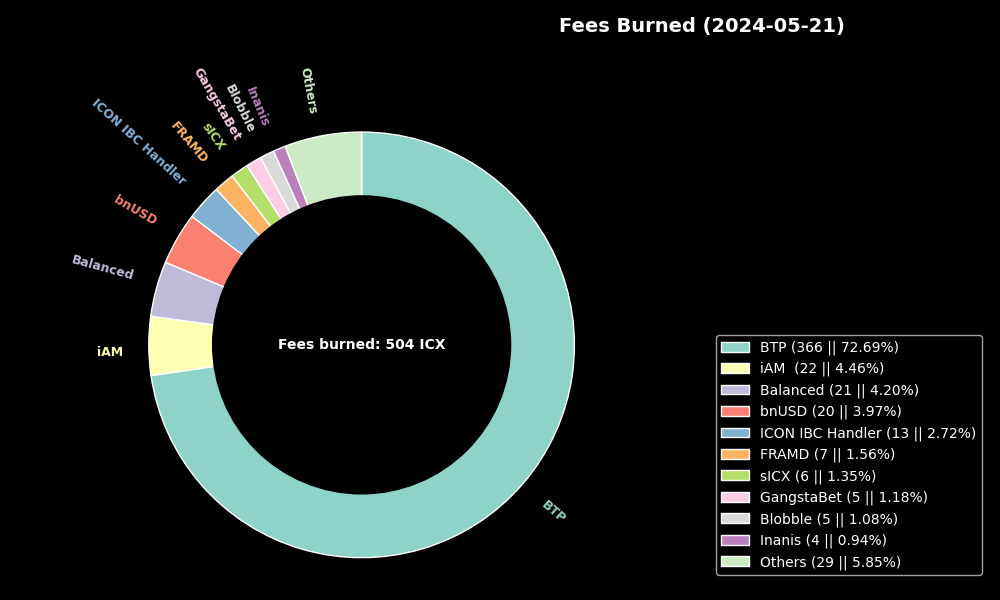 Fees Burned (2024-05-21)
Others
Inanis
Blobble
GangstaBet
sICX
FRAMD
ICON IBC Handler
bnUSD
Balanced
iAM
BTP
Fees burned: 504 ICX
BTP (366 || 72.69%)
iAM  (22 || 4.46%)
Balanced (21 || 4.20%)
bnUSD (20 || 3.97%)
ICON IBC Handler (13 || 2.72%)
FRAMD (7 || 1.56%)
sICX (6 || 1.35%)
GangstaBet (5 || 1.18%)
Blobble (5 || 1.08%)
Inanis (4 || 0.94%)
Others (29 || 5.85%)